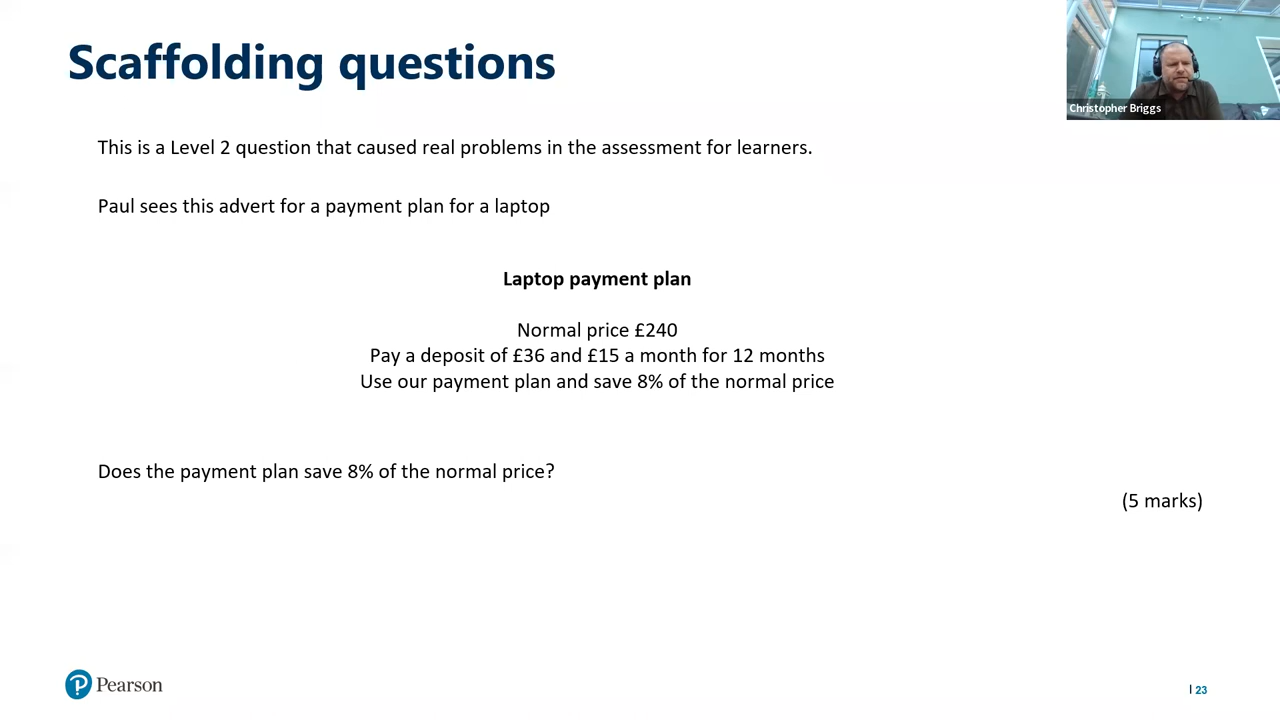 Scaffolding questions
Christopher Briggs
This is a Level 2 question that caused real problems in the assessment for learners.
Paul sees this advert for a payment plan for a laptop
Laptop payment plan
Normal price £240
Pay a deposit of £36 and £15 a month for 12 months
Use our payment plan and save 8% of the normal price
Does the payment plan save 8% of the normal price?
(5 marks)
Pearson
| 23